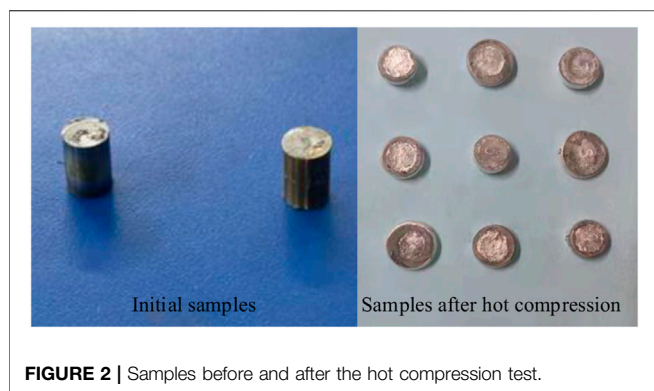 Initial samples
Samples after hot compression
FIGURE 2 | Samples before and after the hot compression test.